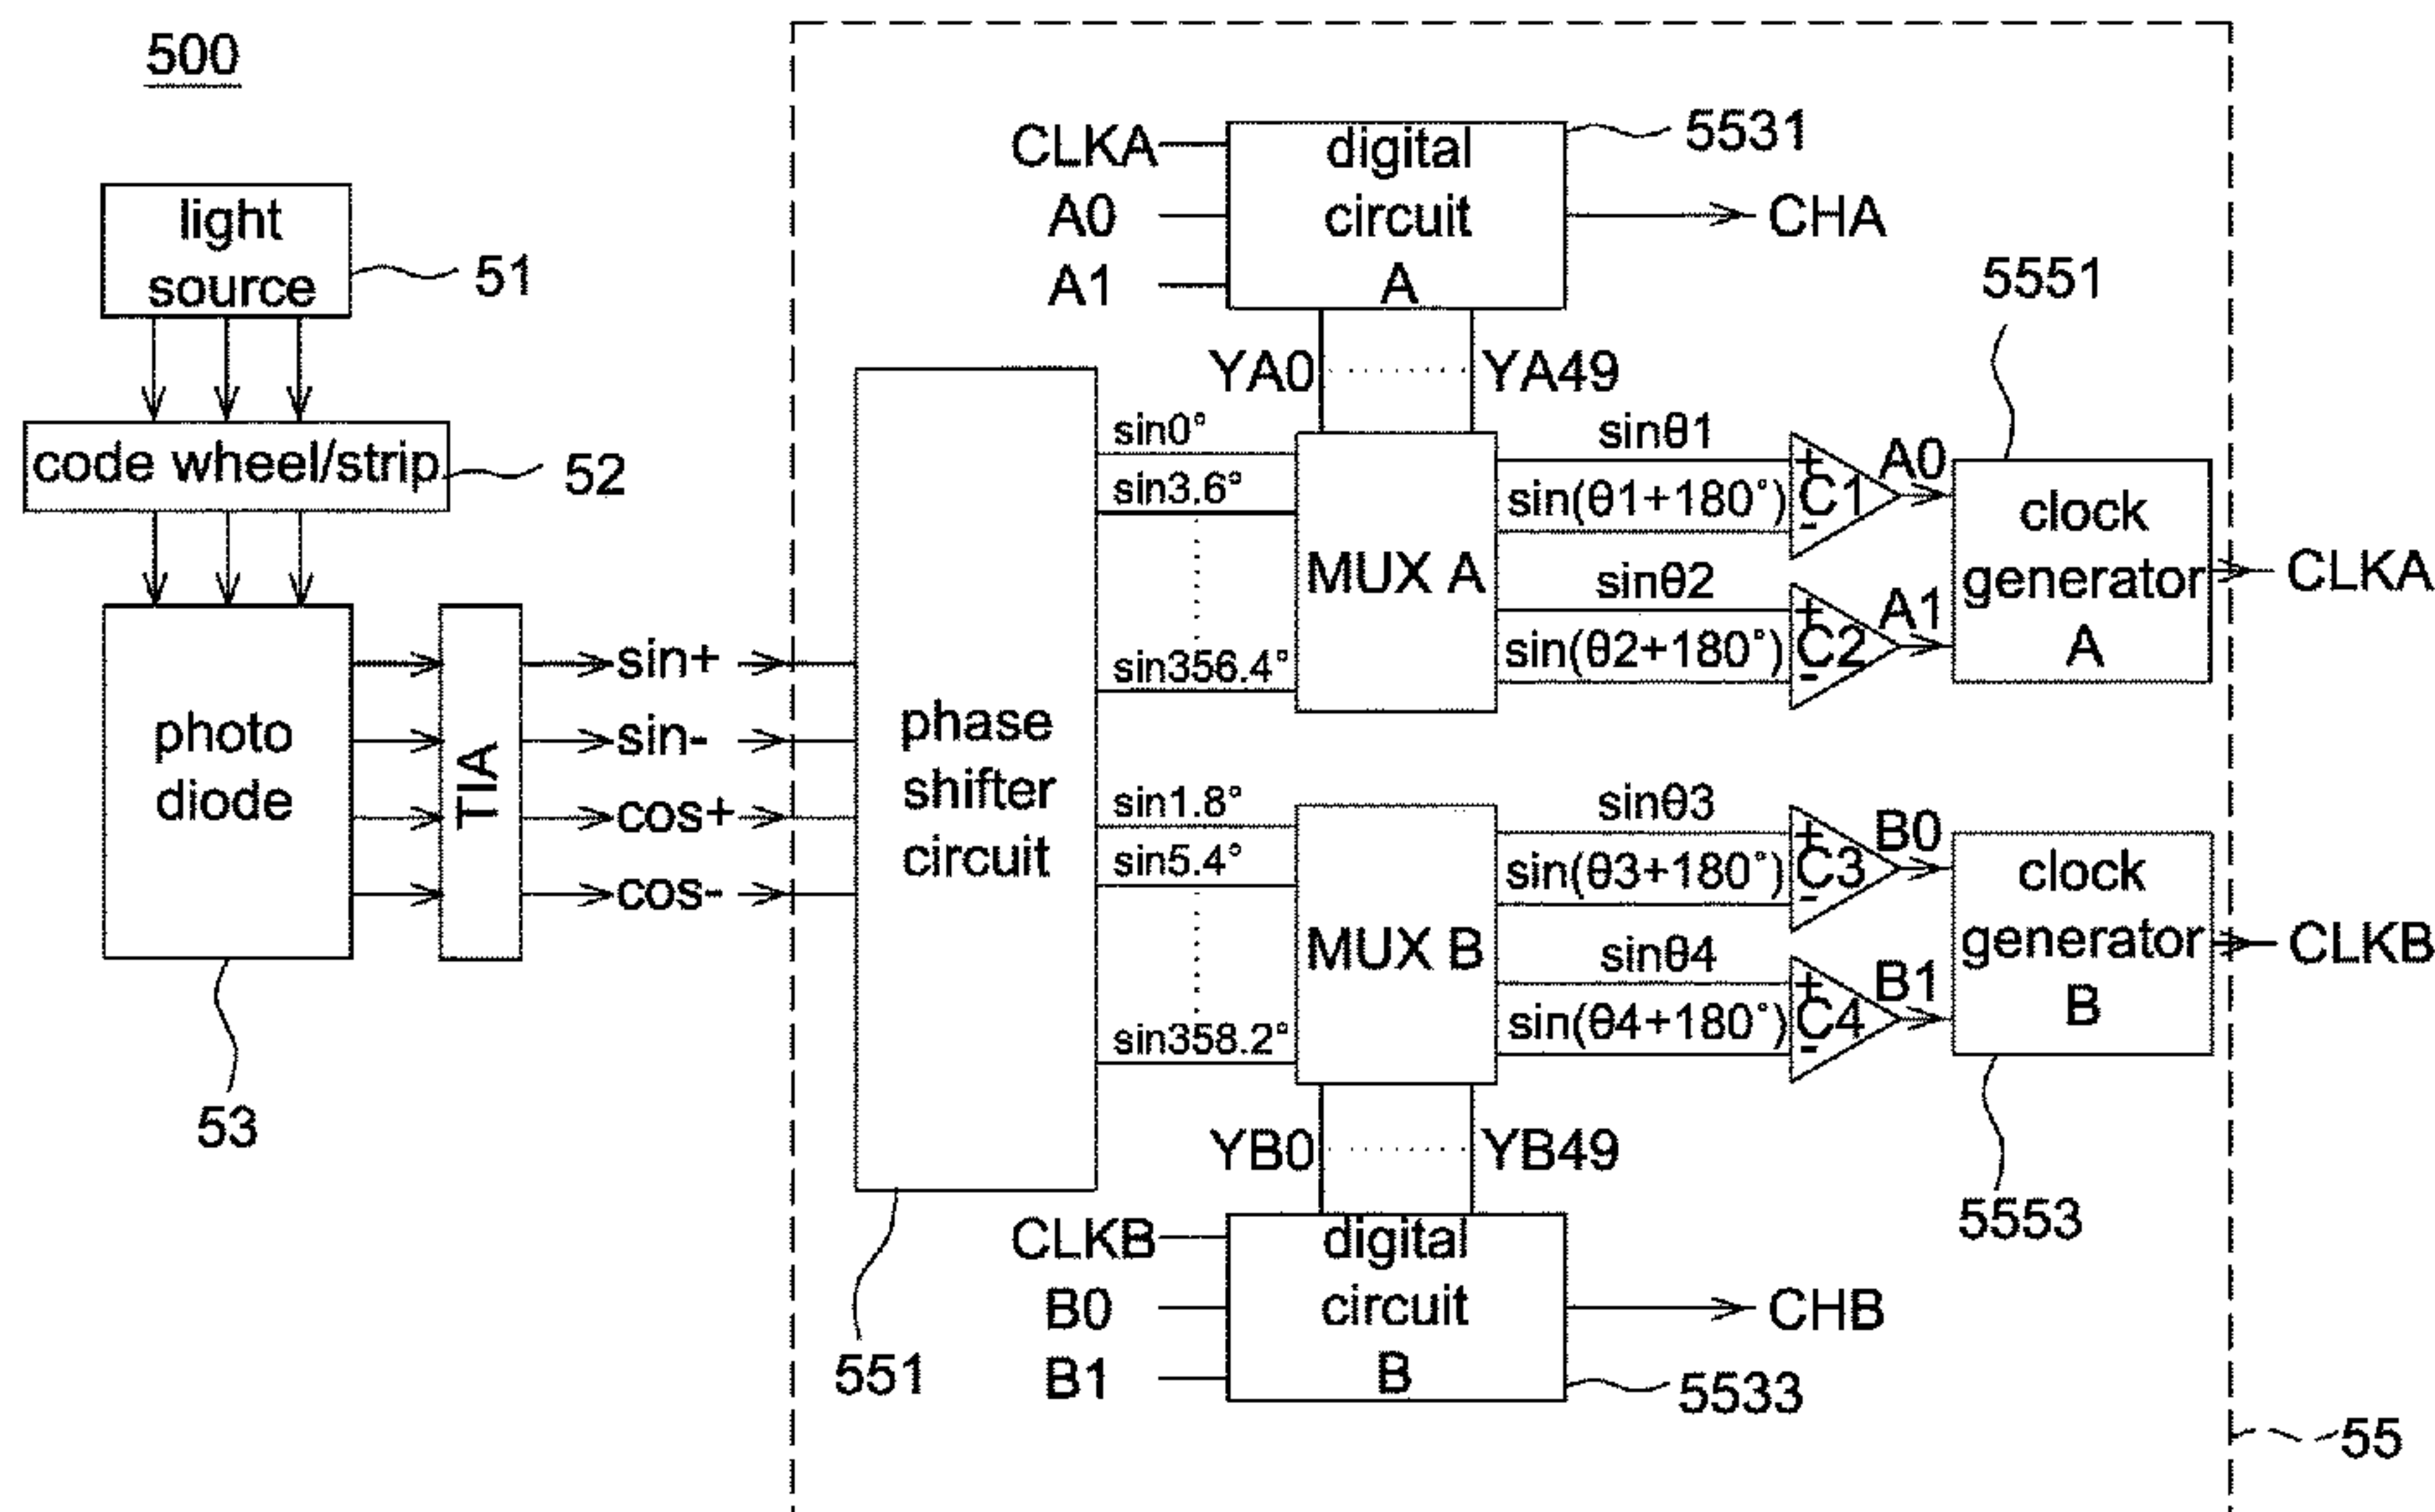 500
light
source
51
code wheel/strip
52
photo
diode
53
TIA
sin+
sin-
cos+
cos-
phase
shifter
circuit
551
CLKA
A0
A1
digital
circuit
A
5531
CHA
YA0
YA49
sin0°
sin3.6°
sin356.4°
MUX A
sinθ1
sin(θ1+180°)
sinθ2
sin(θ2+180°)
+
C1
-
+
C2
-
A0
A1
5551
clock
generator
A
CLKA
sin1.8°
sin5.4°
sin358.2°
MUX B
sinθ3
sin(θ3+180°)
sinθ4
sin(θ4+180°)
+
C3
-
+
C4
-
B0
B1
clock
generator
B
5553
CLKB
YB0
YB49
CLKB
B0
B1
digital
circuit
B
5533
CHB
55